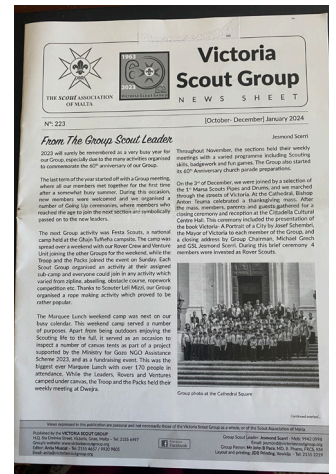 Victoria
Scout Group
NEWS SHEET
1963
2023
THE SCOUT ASSOCIATION
OF MALTA
Nº: 223
[October- December] January 2024
From The Group Scout Leader
Jesmond Scerri
2023 will surely be remembered as a very busy year for
our Group, especially due to the many activities organised
to commemorate the 60th anniversary of our Group.
The last term of the year started off with a Group meeting,
where all our members met together for the first time
after a somewhat busy summer. During this occasion,
new members were welcomed and we organised a
number of Going Up ceremonies, where members who
reached the age to join the next section are symbolically
passed on to the new leaders.
The next Group activity was Festa Scouts, a national
camp held at the Għajn Tuffieħa campsite. The camp was
spread over a weekend with our Rover Crew and Venture
Unit joining the other Groups for the weekend, while the
Troop and the Packs joined the event on Sunday. Each
Scout Group organised an activity at their assigned
sub-camp and everyone could join in any activity which
varied from zipline, abseiling, obstacle course, ropework
competition etc. Thanks to Scouter Leli Miszi, our Group
organised a rope making activity which proved to be
rather popular.
The Marquee Lunch weekend camp was next on our
busy calendar. This weekend camp served a number
of purposes. Apart from being outdoors enjoying the
Scouting life to the full, it served as an occasion to
inspect a number of canvas tents as part of a project
supported by the Ministry for Gozo NGO Assistance
Scheme 2023, and as a fundraising event. This was the
biggest ever Marquee Lunch with over 170 people in
attendance. While the Leaders, Rovers and Ventures
camped under canvas, the Troop and the Packs held their
weekly meeting at Dwejra.
Throughout November, the sections held their weekly
meetings with a varied programme including Scouting
skills, badgework and fun games. The Group also started
its 60th Anniversary church parade preparations.
On the 3rd of December, we were joined by a selection of
the 1st Marsa Scouts Pipes and Drums, and we marched
through the streets of Victoria. At the Cathedral, Bishop
Anton Teuma celebrated a thanksgiving mass. After
the mass, members, parents and guests gathered for a
closing ceremony and reception at the Cittadella Cultural
Centre Hall. This ceremony included the presentation of
the book Victoria- A Portrait of a City by Josef Schembri,
the Mayor of Victoria to each member of the Group, and
a closing address by Group Chairman, Michael Grech
and GSL Jesmond Scerri. During this brief ceremony 4
members were invested as Rover Scouts.
Group photo at the Cathedral Square
Continued overleaf...
Published by the VICTORIA SCOUT GROUP
Facebook